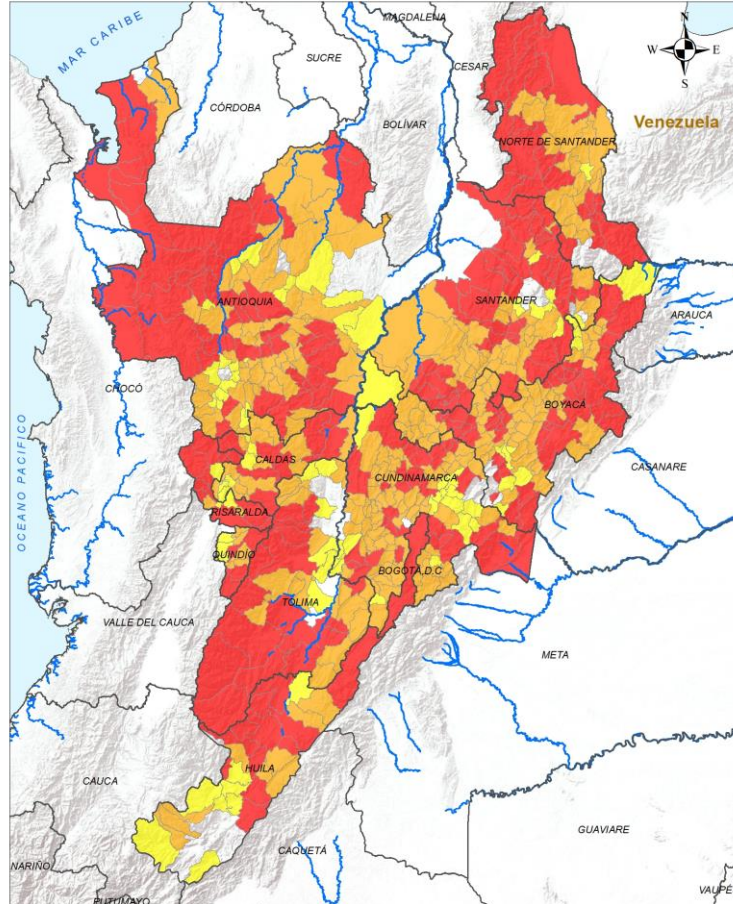 MAGDALENA
N
MAR CARIBE
SUCRE
W
E
CESAR
S
CÓRDOBA
BOLÍVAR
Venezuela
NORTE DE SANTANDER
ANTIOQUIA
SANTANDER
ARAUCA
CHOCÓ
BOYACÁ
CALDAS
CASANARE
CUNDINAMARCA
RISARALDA
OCEANO PACIFICO
QUINDÍO
BOGOTÁ, D.C
TOLIMA
VALLE DEL CAUCA
META
HUILA
CAUCA
GUAVIARE
CAQUETÁ
NARIÑO
PUTUMAYO
VAUPÉ